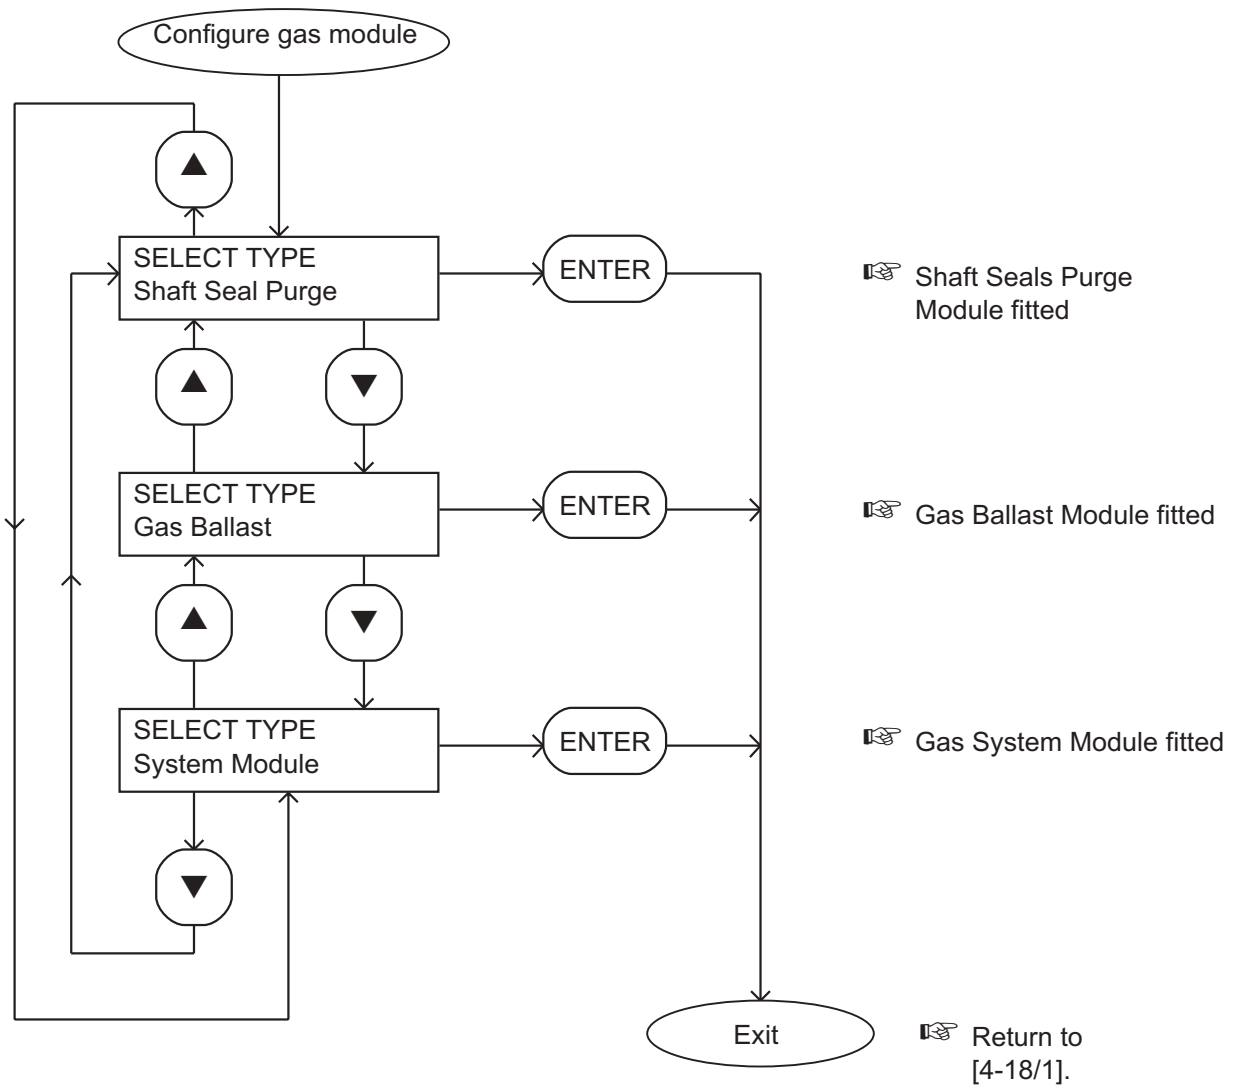 Configure gas module
SELECT TYPE
Shaft Seal Purge
ENTER
Shaft Seals Purge
Module fitted
SELECT TYPE
Gas Ballast
ENTER
Gas Ballast Module fitted
SELECT TYPE
System Module
ENTER
Gas System Module fitted
Exit
Return to
[4-18/1].